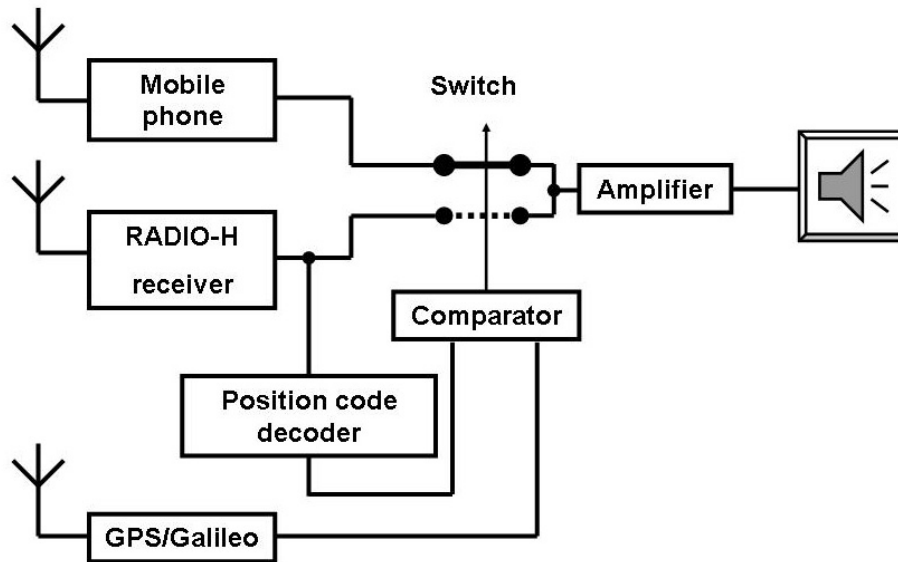 Mobile
phone
Switch
RADIO-H
receiver
Amplifier
Comparator
Position code
decoder
GPS/Galileo